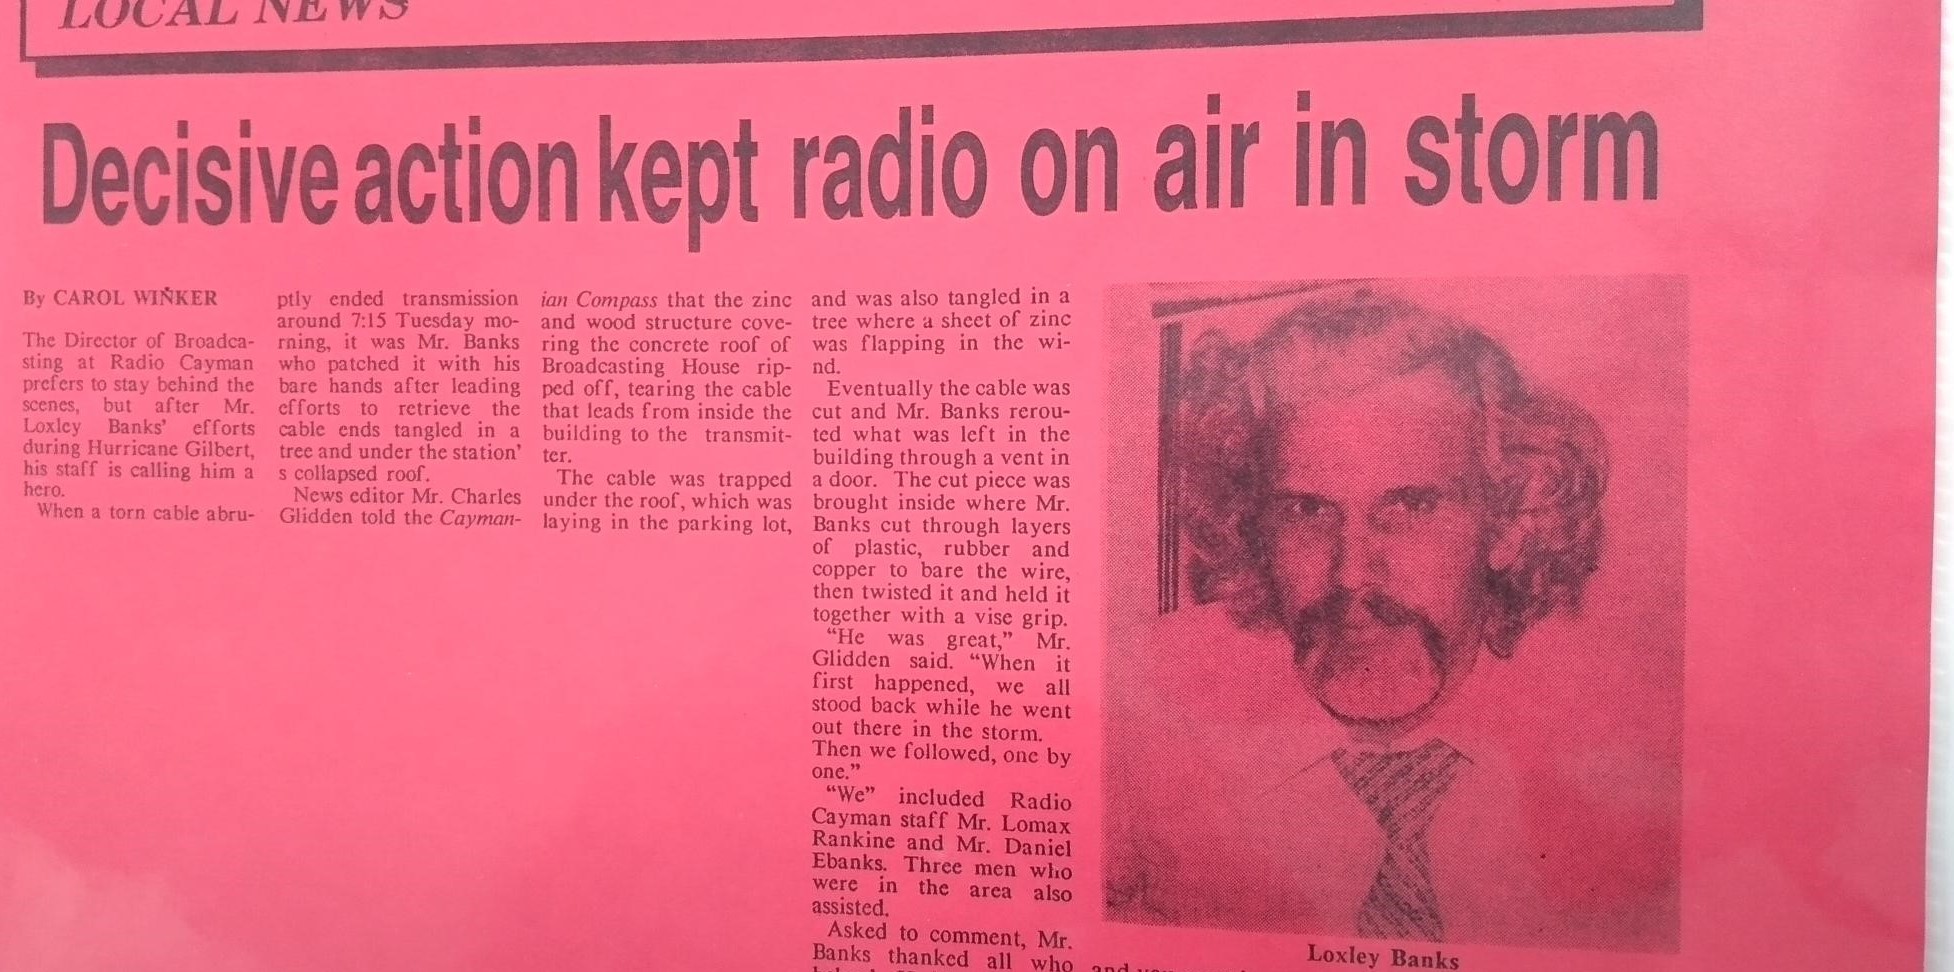 LOCAL NEWS
Decisive action kept radio on air in storm
By CAROL WINKER
The Director of Broadca-
sting at Radio Cayman
prefers to stay behind the
scenes, but after Mr.
Loxley Banks' efforts
during Hurricane Gilbert,
his staff is calling him a
hero.
When a torn cable abru-
ptly ended transmission
around 7:15 Tuesday mo-
rning, it was Mr. Banks
who patched it with his
bare hands after leading
efforts to retrieve the
cable ends tangled in a
tree and under the station'
s collapsed roof.
News editor Mr. Charles
Glidden told the Cayman-
ian Compass that the zinc
and wood structure cove-
ring the concrete roof of
Broadcasting House rip-
ped off, tearing the cable
that leads from inside the
building to the transmit-
ter.
The cable was trapped
under the roof, which was
laying in the parking lot,
and was also tangled in a
tree where a sheet of zinc
was flapping in the wi-
nd.
Eventually the cable was
cut and Mr. Banks rerou-
ted what was left in the
building through a vent in
a door. The cut piece was
brought inside where Mr.
Banks cut through layers
of plastic, rubber and
copper to bare the wire,
then twisted it and held it
together with a vise grip.
"He was great," Mr.
Glidden said. "When it
first happened, we all
stood back while he went
out there in the storm.
Then we followed, one by
one."
"We" included Radio
Cayman staff Mr. Lomax
Rankine and Mr. Daniel
Ebanks. Three men who
were in the area also
assisted.
Asked to comment, Mr.
Banks thanked all who
Loxley Banks